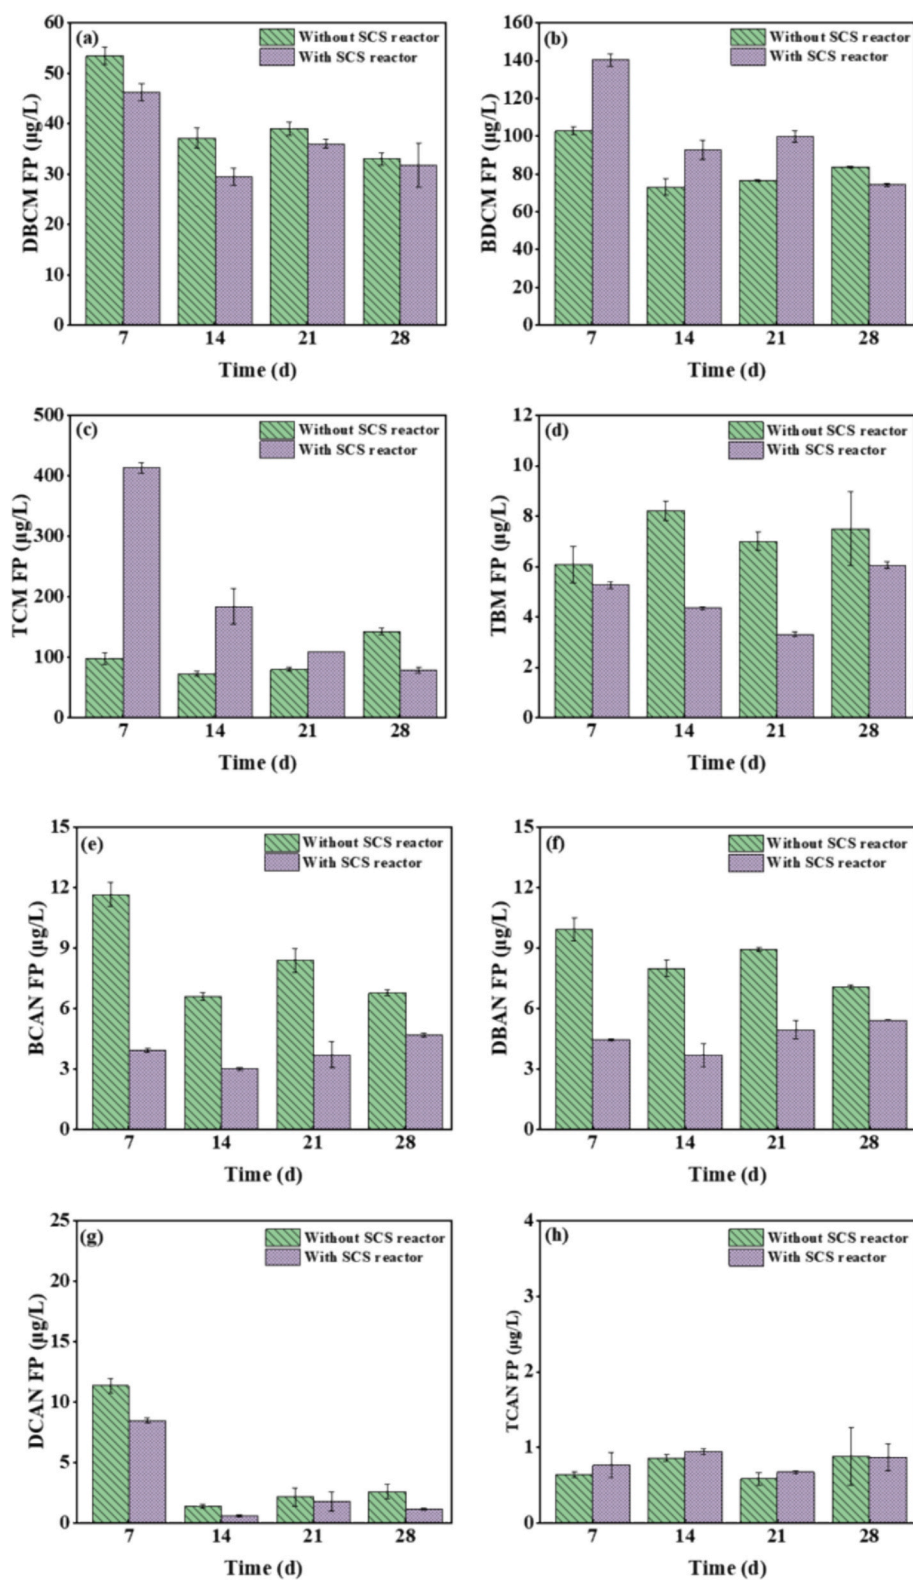 (a)
Without SCS reactor
With SCS reactor
DBCM FP (µg/L)
60
50
40
30
20
10
0
7 14 21 28
Time (d)
(b)
Without SCS reactor
With SCS reactor
BDCM FP (µg/L)
160
140
120
100
80
60
40
20
0
7 14 21 28
Time (d)
(c)
Without SCS reactor
With SCS reactor
TCM FP (µg/L)
500
400
300
200
100
0
7 14 21 28
Time (d)
(d)
Without SCS reactor
With SCS reactor
TBM FP (µg/L)
12
10
8
6
4
2
0
7 14 21 28
Time (d)
(e)
Without SCS reactor
With SCS reactor
BCAN FP (µg/L)
15
12
9
6
3
0
7 14 21 28
Time (d)
(f)
Without SCS reactor
With SCS reactor
DBAN FP (µg/L)
15
12
9
6
3
0
7 14 21 28
Time (d)
(g)
Without SCS reactor
With SCS reactor
DCAN FP (µg/L)
25
20
15
10
5
0
7 14 21 28
Time (d)
(h)
Without SCS reactor
With SCS reactor
TCAN FP (µg/L)
4
3
2
1
0
7 14 21 28
Time (d)